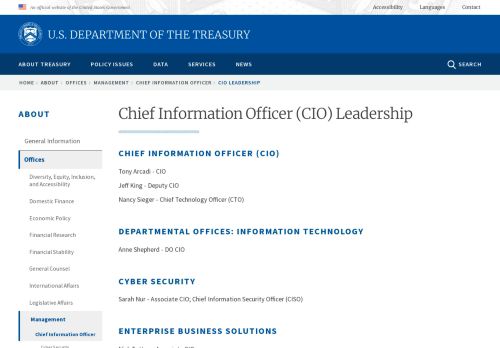 An official website of the United States Government
Accessibility Languages Contact
U.S. DEPARTMENT OF THE TREASURY
ABOUT TREASURY POLICY ISSUES DATA SERVICES NEWS SEARCH
HOME ABOUT OFFICES MANAGEMENT CHIEF INFORMATION OFFICER CIO LEADERSHIP
ABOUT
General Information
Offices
Diversity, Equity, Inclusion,
and Accessibility
Domestic Finance
Economic Policy
Financial Research
Financial Stability
General Counsel
International Affairs
Legislative Affairs
Management
Chief Information Officer
Chief Information Officer (CIO) Leadership
CHIEF INFORMATION OFFICER (CIO)
Tony Arcadi - CIO
Jeff King - Deputy CIO
Nancy Sieger - Chief Technology Officer (CTO)
DEPARTMENTAL OFFICES: INFORMATION TECHNOLOGY
Anne Shepherd - DO CIO
CYBER SECURITY
Sarah Nur - Associate CIO; Chief Information Security Officer (CISO)
ENTERPRISE BUSINESS SOLUTIONS